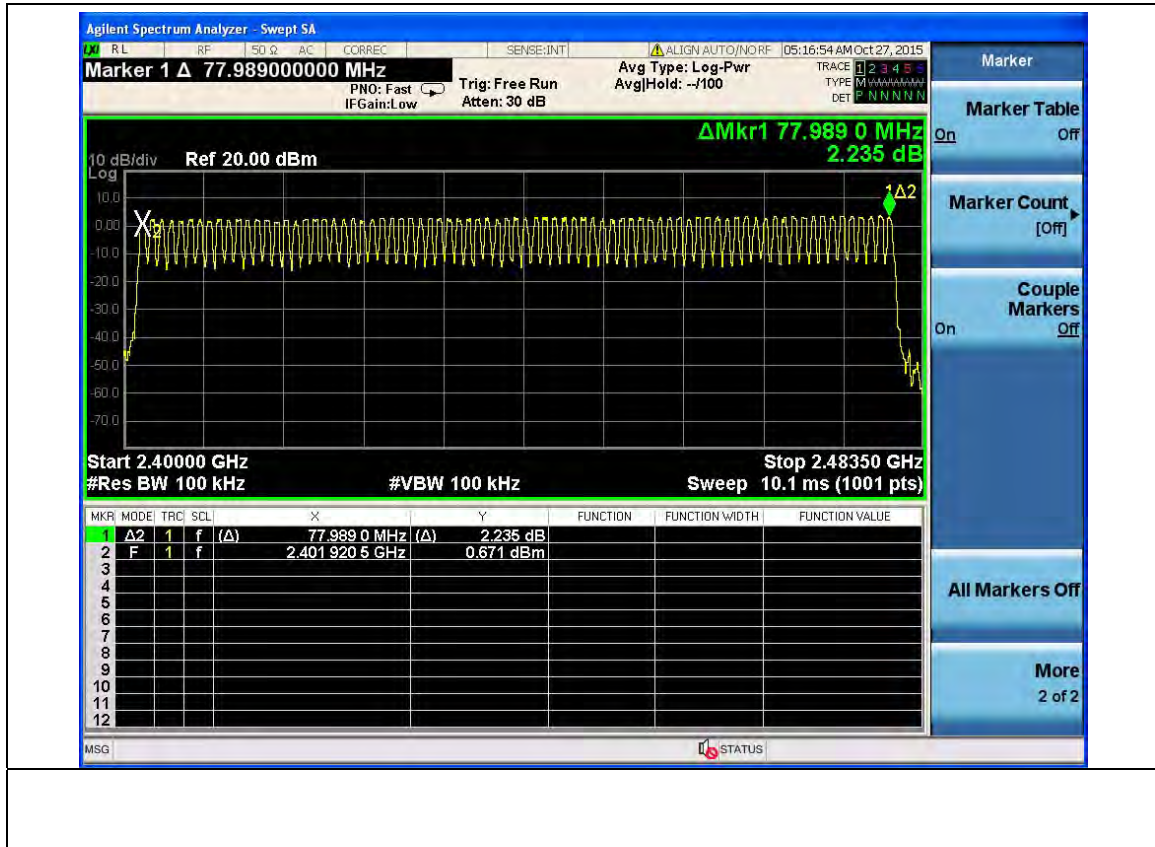 Agilent Spectrum Analyzer - Swept SA
LXI RL RF 50 Ω AC CORREC SENSE:INT ALIGN AUTO/NO RF 05:16:54 AM Oct 27, 2015
Marker 1 Δ 77.989000000 MHz
PNO: Fast
IFGain:Low
Trig: Free Run
Atten: 30 dB
Avg Type: Log-Pwr
Avg|Hold: --/100
TRACE 1 2 3 4 5 6
TYPE M
DET P N N N N N
ΔMkr1 77.989 0 MHz
2.235 dB
10 dB/div Ref 20.00 dBm
Log
10.0
0.00
-10.0
-20.0
-30.0
-40.0
-50.0
-60.0
-70.0
X2
1Δ2
Start 2.40000 GHz Stop 2.48350 GHz
#Res BW 100 kHz #VBW 100 kHz Sweep 10.1 ms (1001 pts)
MKR MODE TRC SCL X Y FUNCTION FUNCTION WIDTH FUNCTION VALUE
1 Δ2 1 f (Δ) 77.989 0 MHz (Δ) 2.235 dB
2 F 1 f 2.401 920 5 GHz 0.671 dBm
3
4
5
6
7
8
9
10
11
12
MSG STATUS
Marker
Marker Table
On Off
Marker Count
[Off]
Couple
Markers
On Off
All Markers Off
More
2 of 2